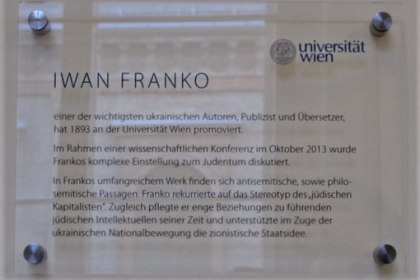 universität
wien
IWAN FRANKO
einer der wichtigsten ukrainischen Autoren, Publizist und Übersetzer,
hat 1893 an der Universität Wien promoviert.
Im Rahmen einer wissenschaftlichen Konferenz im Oktober 2013 wurde
Frankos komplexe Einstellung zum Judentum diskutiert.
In Frankos umfangreichem Werk finden sich antisemitische, sowie philo-
semitische Passagen. Franko rekurrierte auf das Stereotyp des „jüdischen
Kapitalisten". Zugleich pflegte er enge Beziehungen zu führenden
jüdischen Intellektuellen seiner Zeit und unterstützte im Zuge der
ukrainischen Nationalbewegung die zionistische Staatsidee.